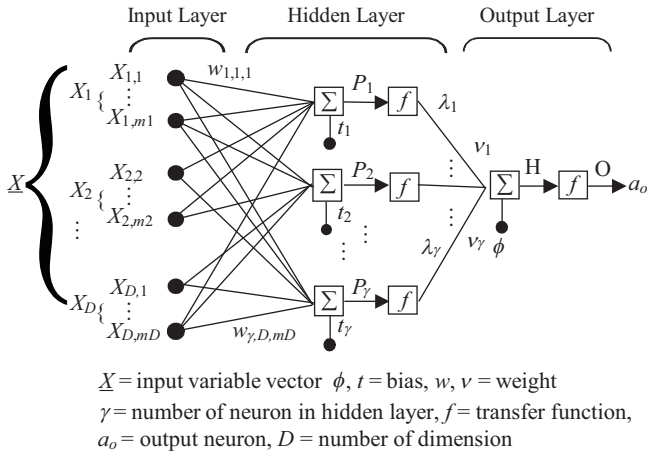 Input Layer Hidden Layer Output Layer
X1,1 w1,1,1 P1
X1 { ⋯ Σ f λ1
X1,m1 t1
X2,2 P2 ν1
X X2 { ⋯ Σ f ⋯ Σ H f O ao
X2,m2 t2 ⋯
⋯ ⋯ ⋯ λγ νγ ϕ
XD,1 Pγ
XD { ⋯ Σ f
XD,mD wγ,D,mD tγ
X = input variable vector ϕ, t = bias, w, ν = weight
γ = number of neuron in hidden layer, f = transfer function,
ao = output neuron, D = number of dimension